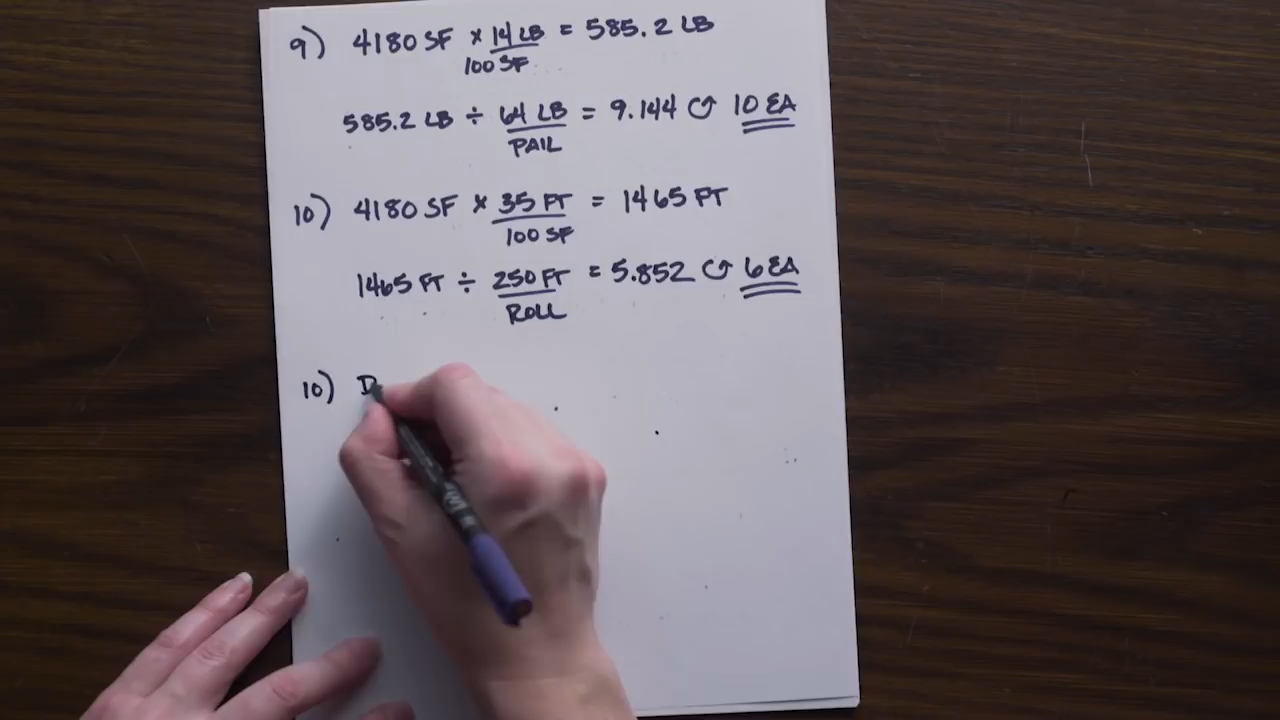 9) 4180 SF × 14 LB = 585.2 LB
100 SF
585.2 LB ÷ 64 LB = 9.144 ↺ 10 EA
PAIL
10) 4180 SF × 35 FT = 1465 FT
100 SF
1465 FT ÷ 250 FT = 5.852 ↺ 6 EA
ROLL
10) D